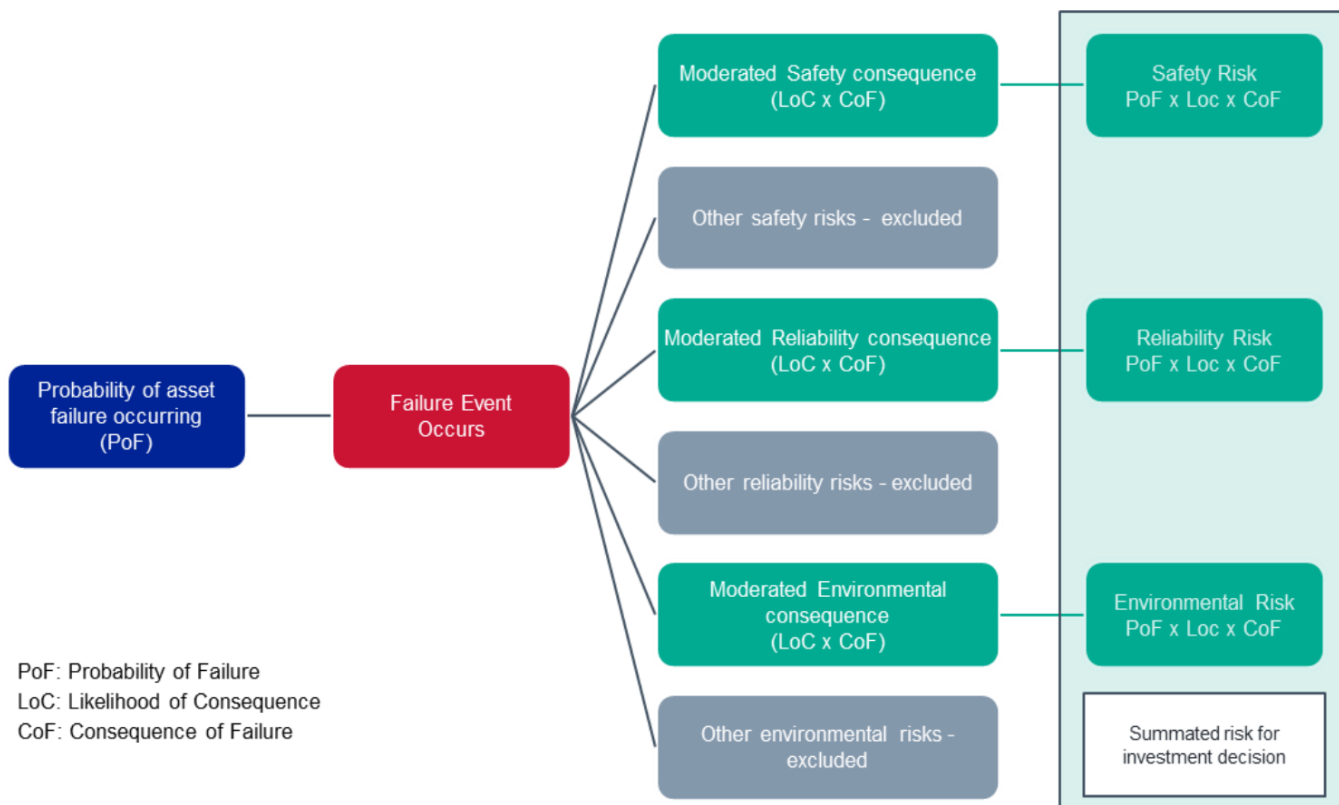 Probability of asset
failure occurring
(PoF)
Failure Event
Occurs
Moderated Safety consequence
(LoC x CoF)
Other safety risks - excluded
Moderated Reliability consequence
(LoC x CoF)
Other reliability risks - excluded
Moderated Environmental
consequence
(LoC x CoF)
Other environmental risks -
excluded
Safety Risk
PoF x Loc x CoF
Reliability Risk
PoF x Loc x CoF
Environmental Risk
PoF x Loc x CoF
Summated risk for
investment decision
PoF: Probability of Failure
LoC: Likelihood of Consequence
CoF: Consequence of Failure